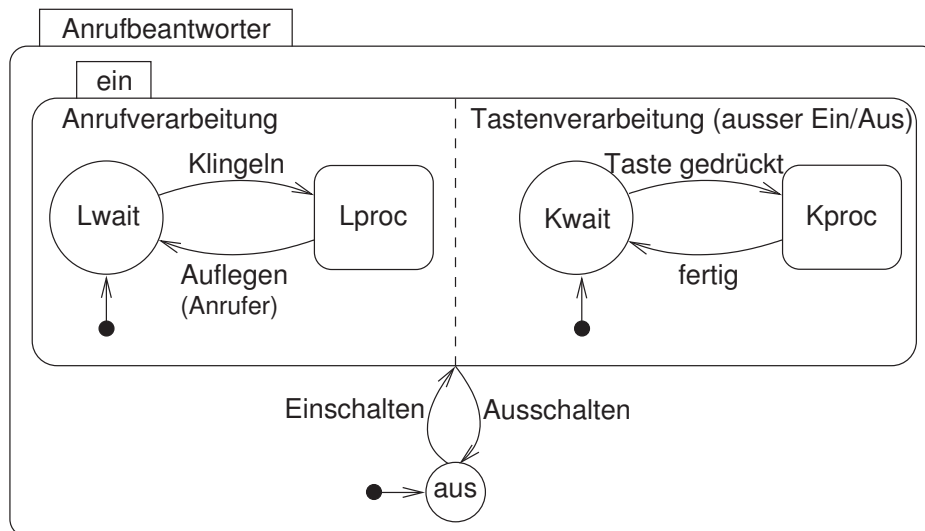 Anrufbeantworter
ein
Anrufverarbeitung
Tastenverarbeitung (ausser Ein/Aus)
Klingeln
Lwait
Lproc
Auflegen
(Anrufer)
Taste gedrückt
Kwait
Kproc
fertig
Einschalten
Ausschalten
aus